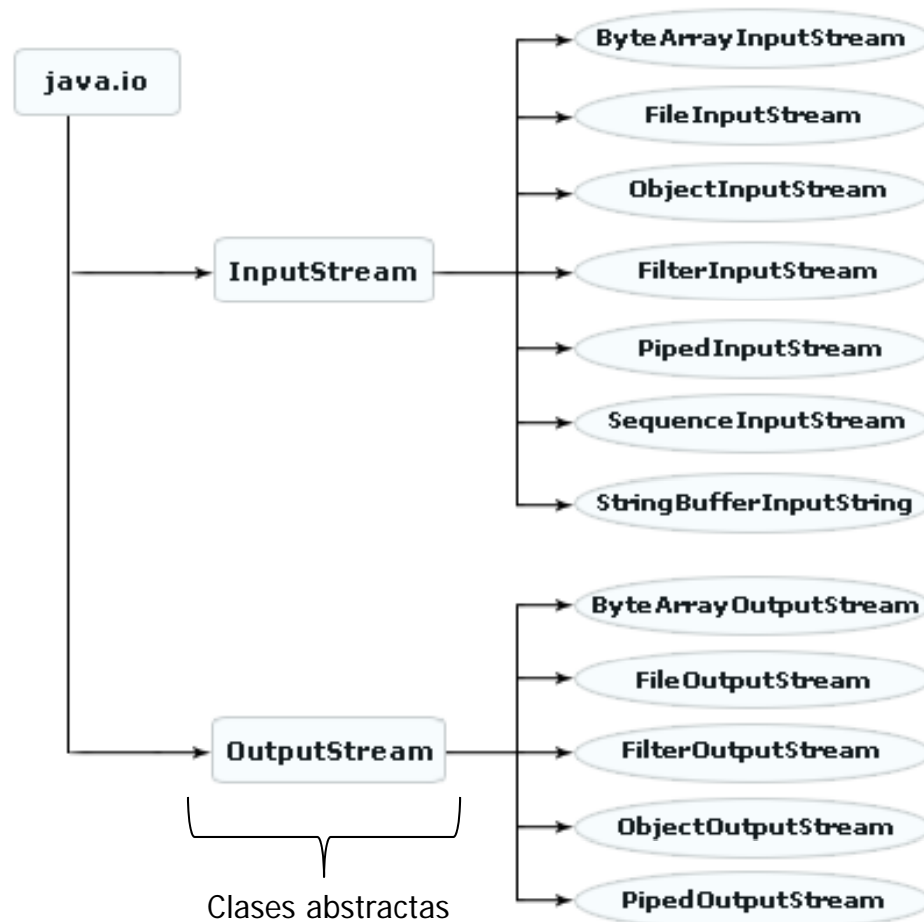 java.io
InputStream
ByteArrayInputStream
FileInputStream
ObjectInputStream
FilterInputStream
PipedInputStream
SequenceInputStream
StringBufferInputString
OutputStream
ByteArrayOutputStream
FileOutputStream
FilterOutputStream
ObjectOutputStream
PipedOutputStream
Clases abstractas